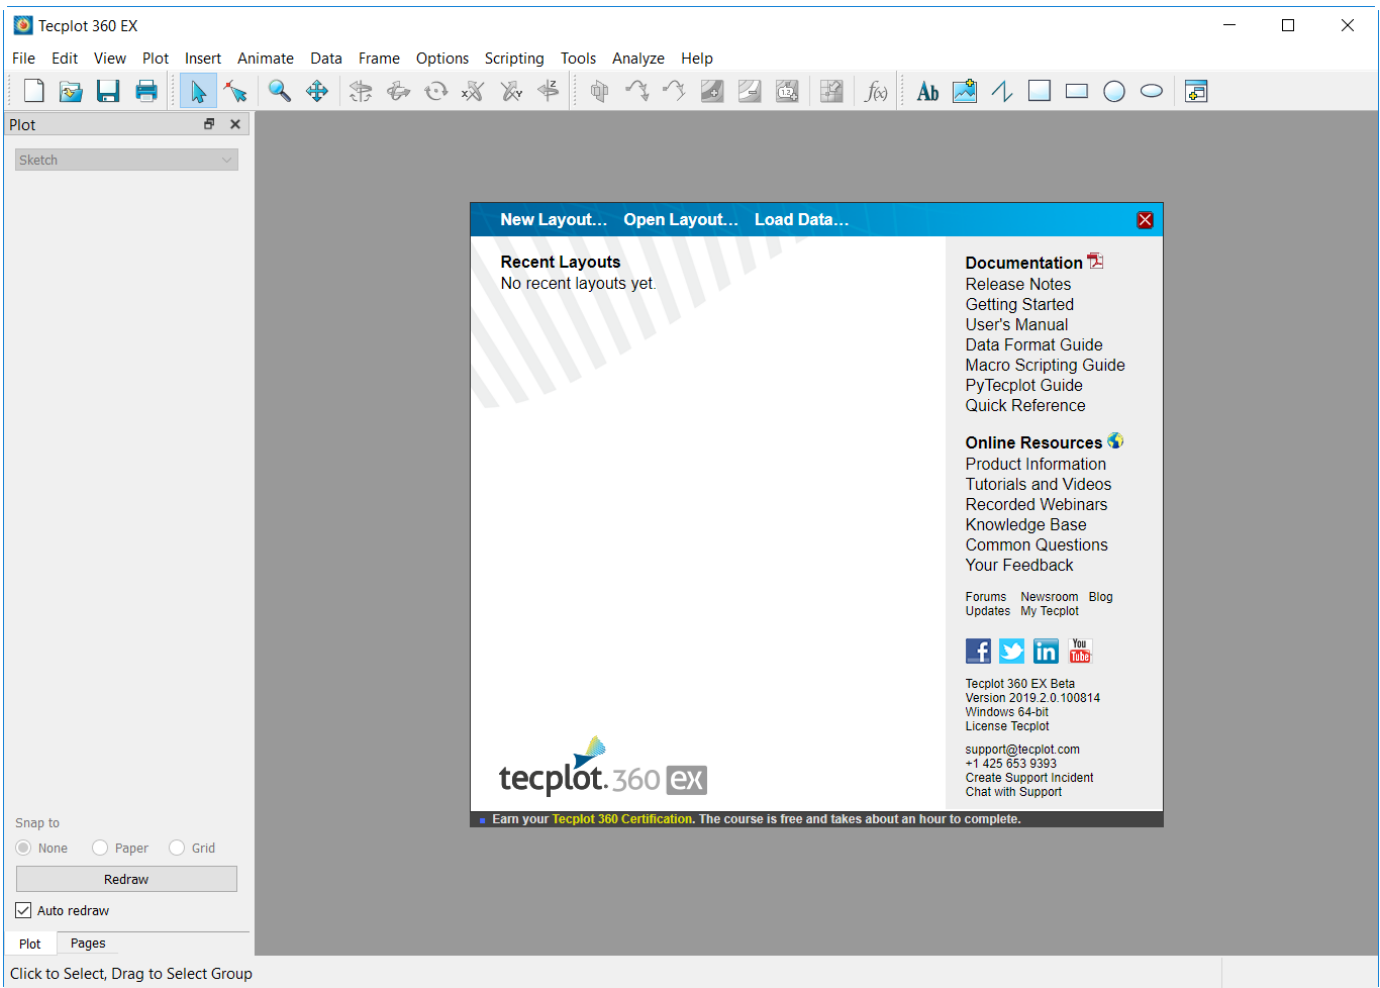 Tecplot 360 EX
File Edit View Plot Insert Animate Data Frame Options Scripting Tools Analyze Help
f(x) Ab
Plot
Sketch
New Layout... Open Layout... Load Data...
Recent Layouts
No recent layouts yet.
Documentation
Release Notes
Getting Started
User's Manual
Data Format Guide
Macro Scripting Guide
PyTecplot Guide
Quick Reference
Online Resources
Product Information
Tutorials and Videos
Recorded Webinars
Knowledge Base
Common Questions
Your Feedback
Forums Newsroom Blog
Updates My Tecplot
f in You Tube
Tecplot 360 EX Beta
Version 2019.2.0.100814
Windows 64-bit
License Tecplot
support@tecplot.com
+1 425 653 9393
Create Support Incident
Chat with Support
tecplot. 360 ex
Earn your Tecplot 360 Certification. The course is free and takes about an hour to complete.
Snap to
None Paper Grid
Redraw
Auto redraw
Plot Pages
Click to Select, Drag to Select Group